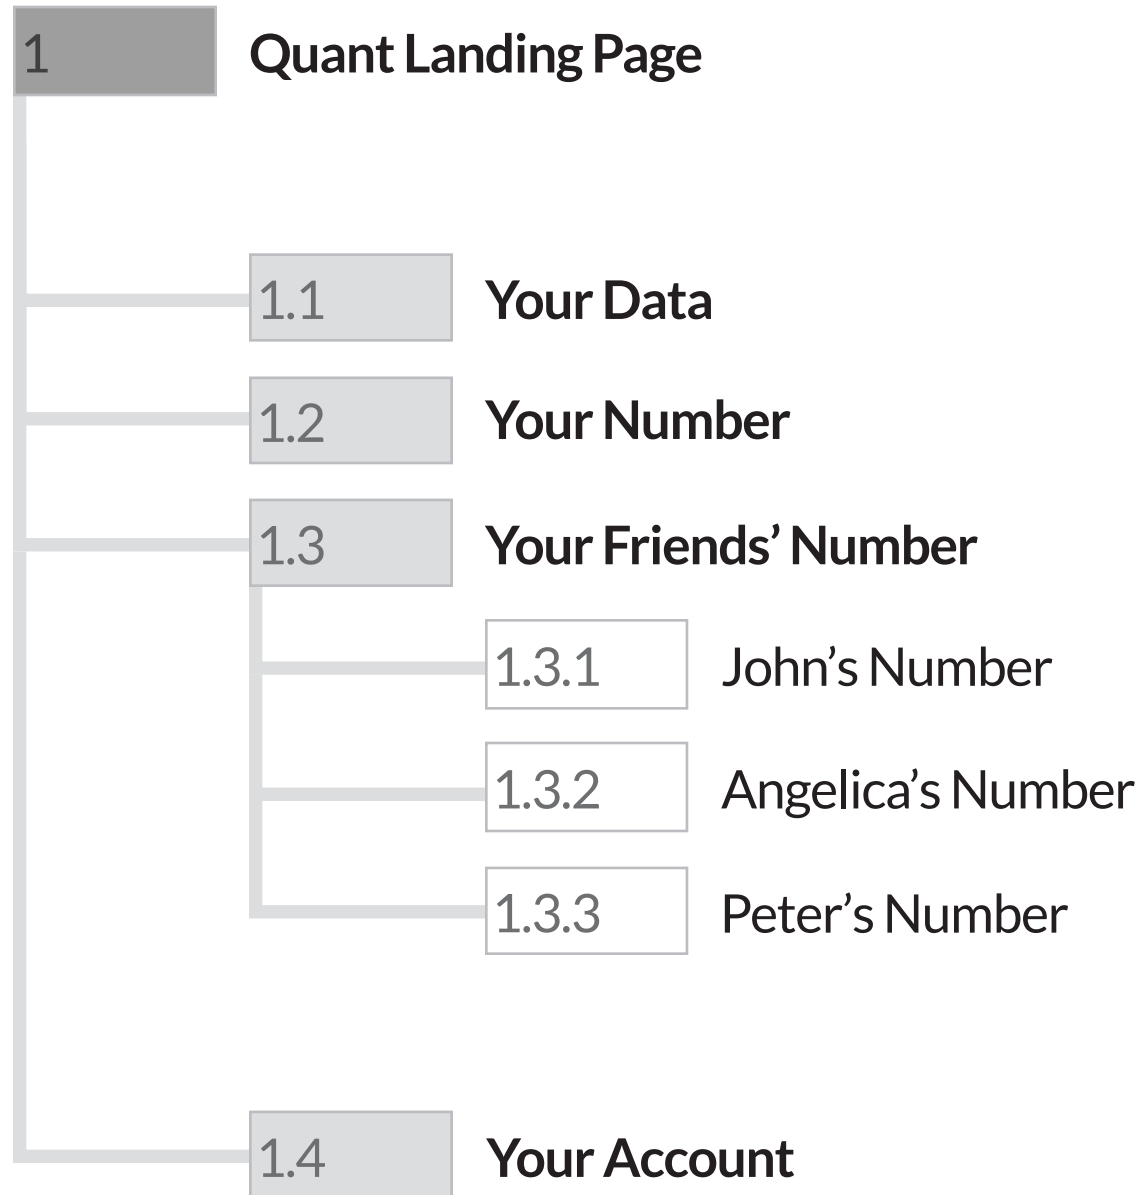 1 Quant Landing Page
1.1 Your Data
1.2 Your Number
1.3 Your Friends’ Number
1.3.1 John’s Number
1.3.2 Angelica’s Number
1.3.3 Peter’s Number
1.4 Your Account